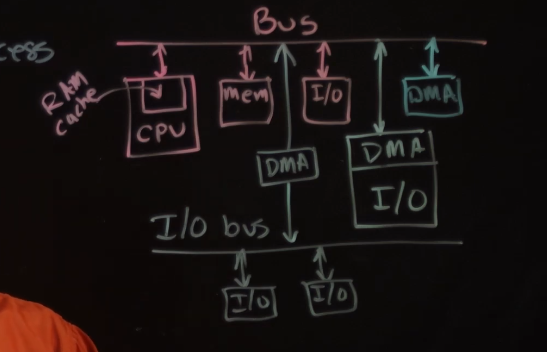 Bus
cess
RAM
cache
CPU
mem
I/O
DMA
DMA
DMA
I/O
I/O bus
I/O
I/O